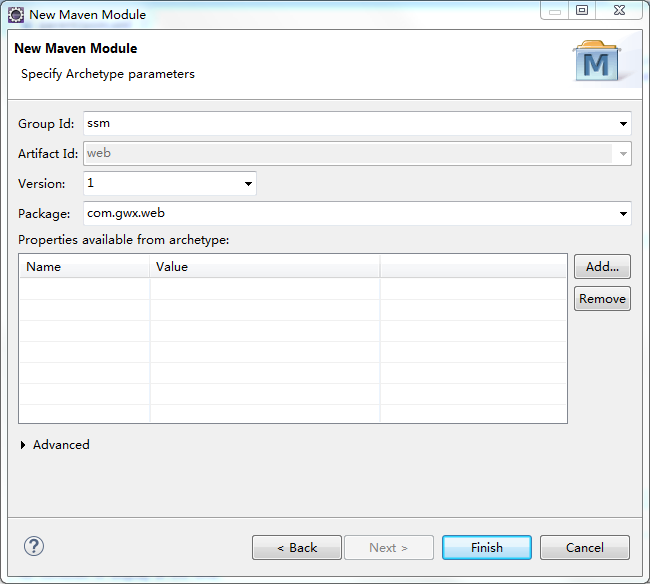 New Maven Module
New Maven Module
Specify Archetype parameters
M
Group Id: ssm
Artifact Id: web
Version: 1
Package: com.gwx.web
Properties available from archetype:
Name Value
Add...
Remove
Advanced
? < Back Next > Finish Cancel